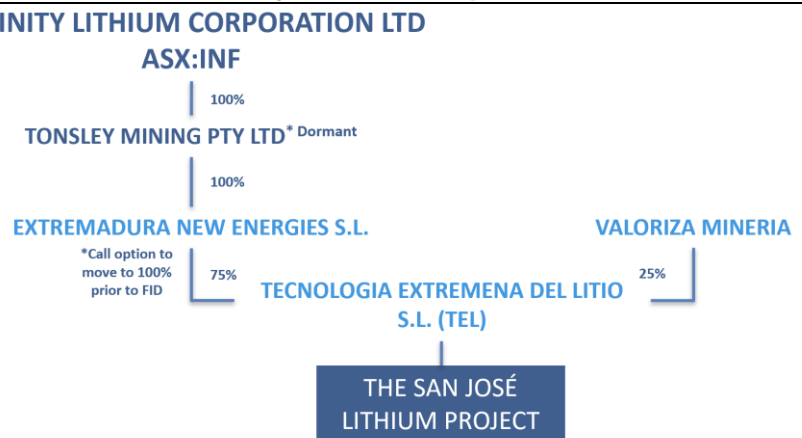 INITY LITHIUM CORPORATION LTD
ASX:INF
100%
TONSLEY MINING PTY LTD* Dormant
100%
EXTREMADURA NEW ENERGIES S.L.
VALORIZA MINERIA
*Call option to
move to 100%
prior to FID
75%
25%
TECNOLOGIA EXTREMENA DEL LITIO
S.L. (TEL)
THE SAN JOSÉ
LITHIUM PROJECT